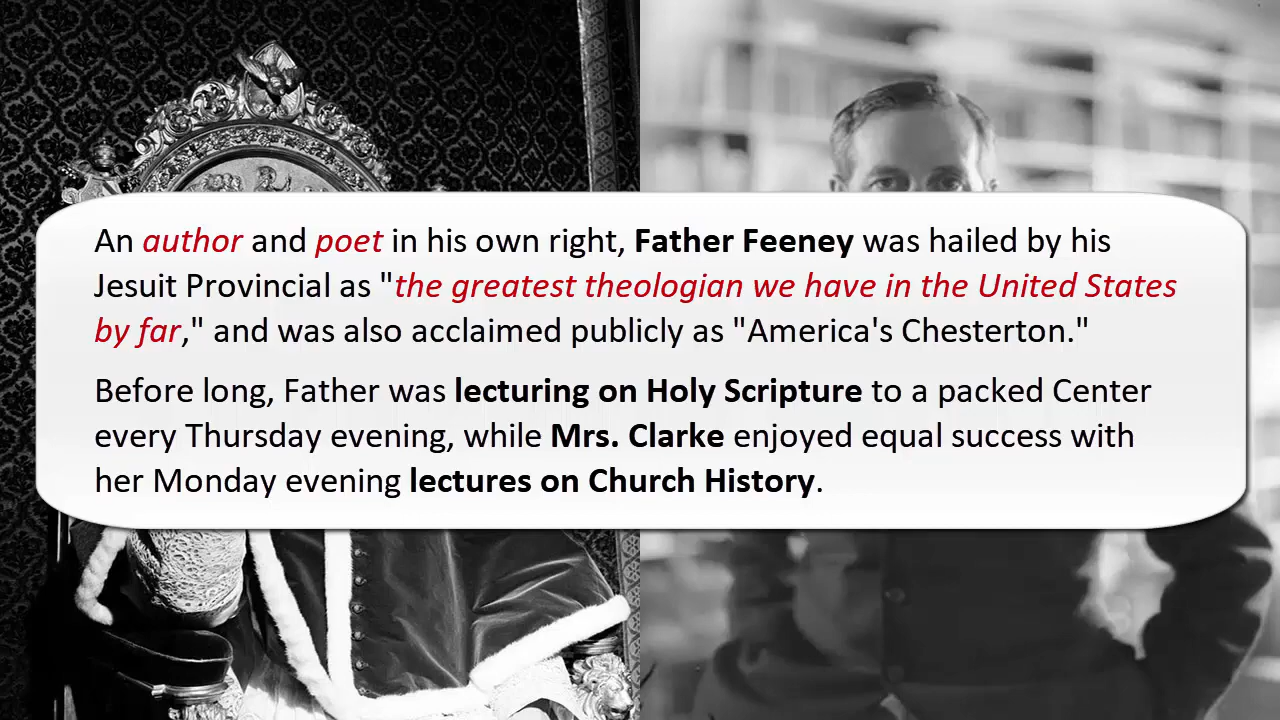 An author and poet in his own right, Father Feeney was hailed by his
Jesuit Provincial as "the greatest theologian we have in the United States
by far," and was also acclaimed publicly as "America's Chesterton."
Before long, Father was lecturing on Holy Scripture to a packed Center
every Thursday evening, while Mrs. Clarke enjoyed equal success with
her Monday evening lectures on Church History.